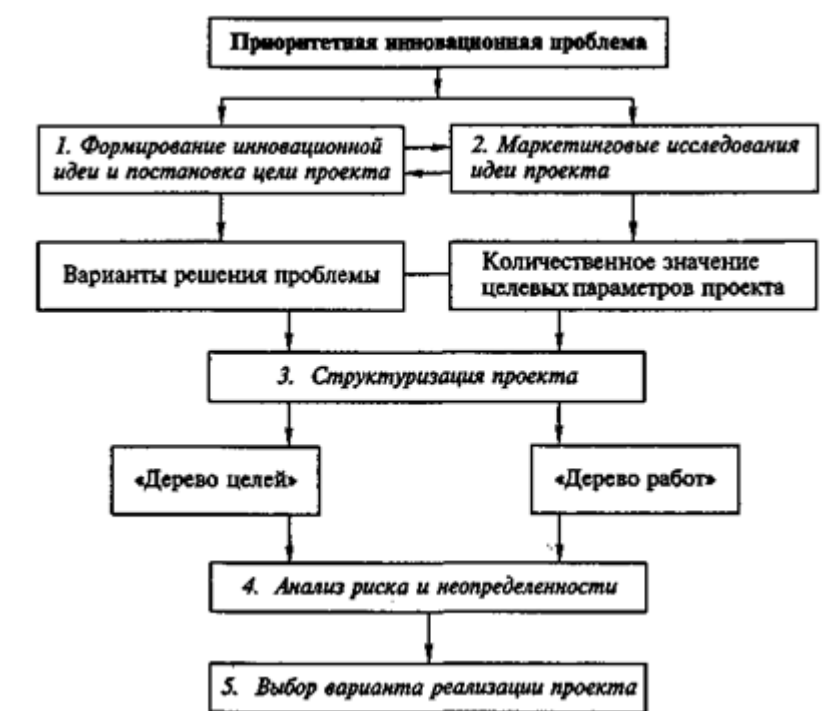 Приоритетная инновационная проблема
1. Формирование инновационной
идеи и постановка цели проекта
2. Маркетинговые исследования
идеи проекта
Варианты решения проблемы
Количественное значение
целевых параметров проекта
3. Структуризация проекта
«Дерево целей»
«Дерево работ»
4. Анализ риска и неопределенности
5. Выбор варианта реализации проекта